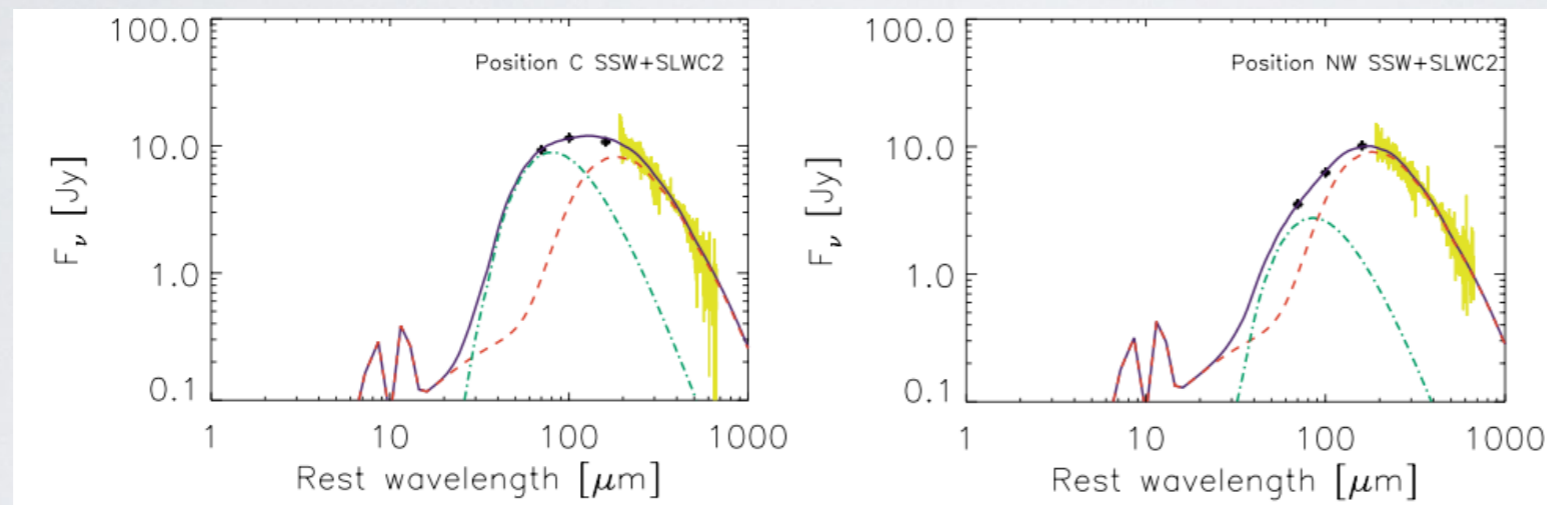 100.0
10.0
1.0
0.1
F_ν [Jy]
Position C SSW+SLWC2
1 10 100 1000
Rest wavelength [μm]
100.0
10.0
1.0
0.1
F_ν [Jy]
Position NW SSW+SLWC2
1 10 100 1000
Rest wavelength [μm]